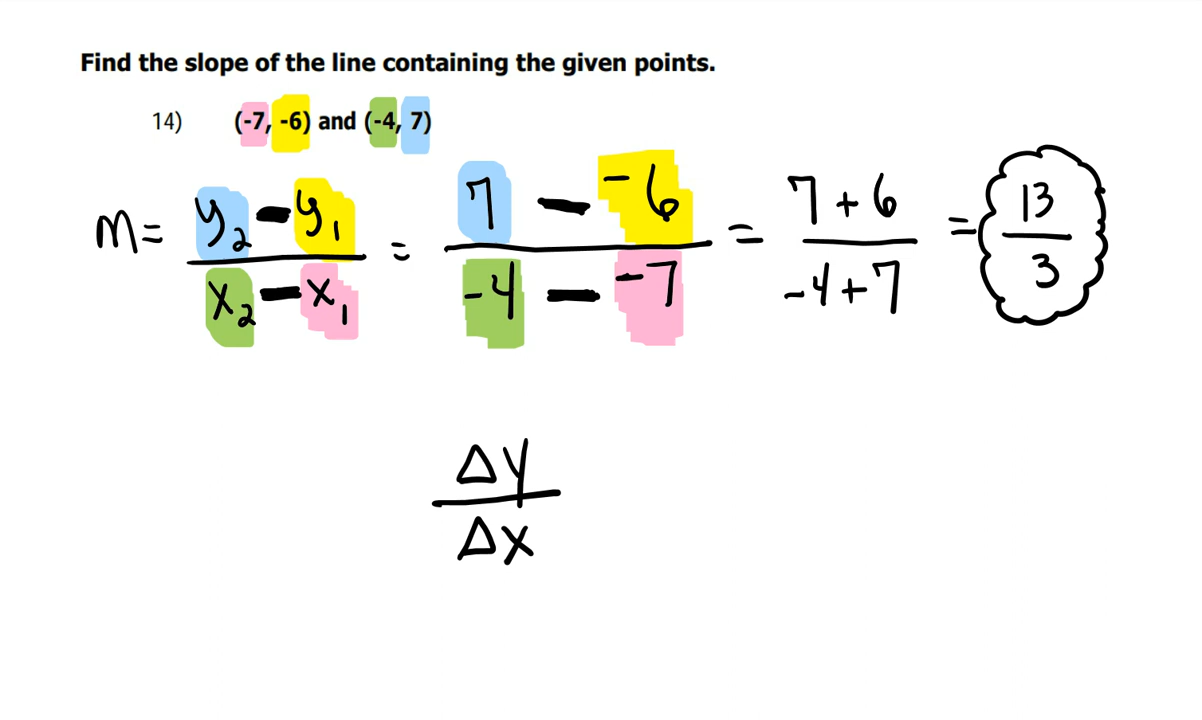 Find the slope of the line containing the given points.
14) (-7, -6) and (-4, 7)
m = y₂ - y₁ / x₂ - x₁ = 7 - -6 / -4 - -7 = 7 + 6 / -4 + 7 = 13 / 3
Δy
Δx